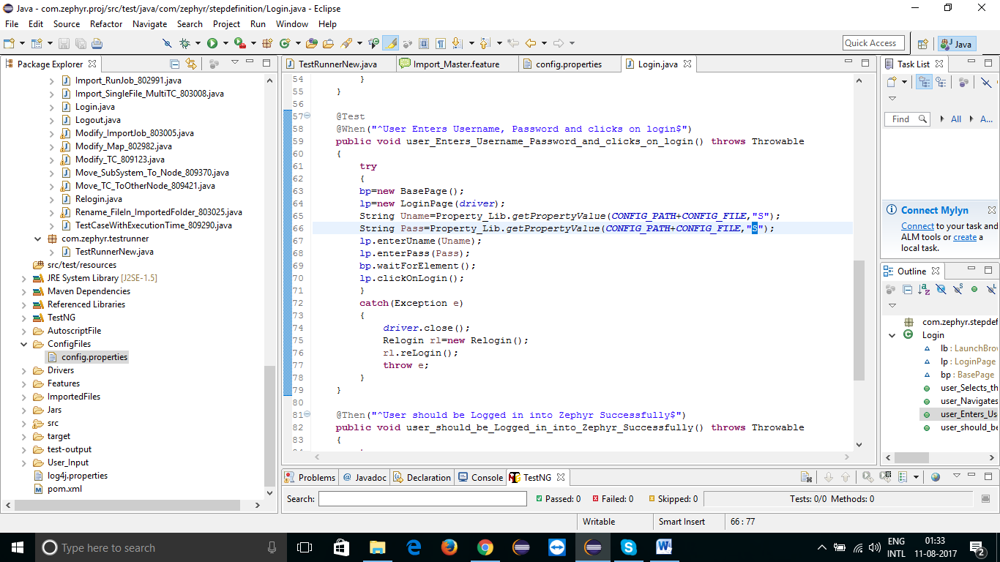 Java - com.zephyr.proj/src/test/java/com/zephyr/stepdefinition/Login.java - Eclipse
File Edit Source Refactor Navigate Search Project Run Window Help
Quick Access
Java
Package Explorer
Import_RunJob_802991.java
Import_SingleFile_MultiTC_803008.java
Login.java
Logout.java
Modify_ImportJob_803005.java
Modify_Map_802982.java
Modify_TC_809123.java
Move_SubSystem_To_Node_809370.java
Move_TC_ToOtherNode_809421.java
Relogin.java
Rename_FileIn_ImportedFolder_803025.java
TestCaseWithExecutionTime_809290.java
com.zephyr.testrunner
TestRunnerNew.java
src/test/resources
JRE System Library [J2SE-1.5]
Maven Dependencies
Referenced Libraries
TestNG
AutoscriptFile
ConfigFiles
config.properties
Drivers
Features
ImportedFiles
Jars
src
target
test-output
User_Input
log4j.properties
pom.xml
TestRunnerNew.java Import_Master.feature config.properties Login.java
54 }
55 }
56
57 @Test
58 @When("^User Enters Username, Password and clicks on login$")
59 public void user_Enters_Username_Password_and_clicks_on_login() throws Throwable
60 {
61 try
62 {
63 bp=new BasePage();
64 lp=new LoginPage(driver);
65 String Uname=Property_Lib.getPropertyValue(CONFIG_PATH+CONFIG_FILE,"S");
66 String Pass=Property_Lib.getPropertyValue(CONFIG_PATH+CONFIG_FILE,"S");
67 lp.enterUname(Uname);
68 lp.enterPass(Pass);
69 bp.waitForElement();
70 lp.clickOnLogin();
71 }
72 catch(Exception e)
73 {
74 driver.close();
75 Relogin rl=new Relogin();
76 rl.reLogin();
77 throw e;
78 }
79 }
80
81 @Then("^User should be Logged in into Zephyr Successfully$")
82 public void user_should_be_Logged_in_into_Zephyr_Successfully() throws Throwable
83 {
Task List
Find All A...
Connect Mylyn
Connect to your task and
ALM tools or create a
local task.
Outline
com.zephyr.stepdef
Login
lb : LaunchBro
lp : LoginPage
bp : BasePage
user_Selects_th
user_Navigates
user_Enters_Us
user_should_be
Problems @ Javadoc Declaration Console TestNG
Search: Passed: 0 Failed: 0 Skipped: 0 Tests: 0/0 Methods: 0
Writable Smart Insert 66 : 77
Type here to search
ENG
INTL
01:33
11-08-2017
2